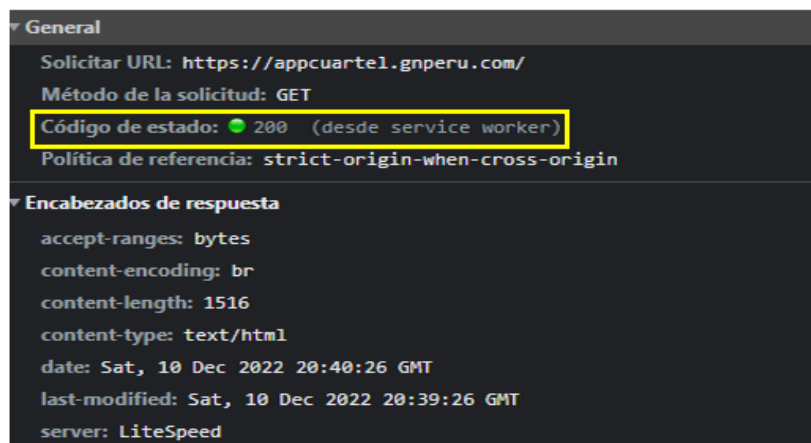 General
Solicitar URL: https://appcuartel.gnperu.com/
Método de la solicitud: GET
Código de estado: 200 (desde service worker)
Política de referencia: strict-origin-when-cross-origin
Encabezados de respuesta
accept-ranges: bytes
content-encoding: br
content-length: 1516
content-type: text/html
date: Sat, 10 Dec 2022 20:40:26 GMT
last-modified: Sat, 10 Dec 2022 20:39:26 GMT
server: LiteSpeed